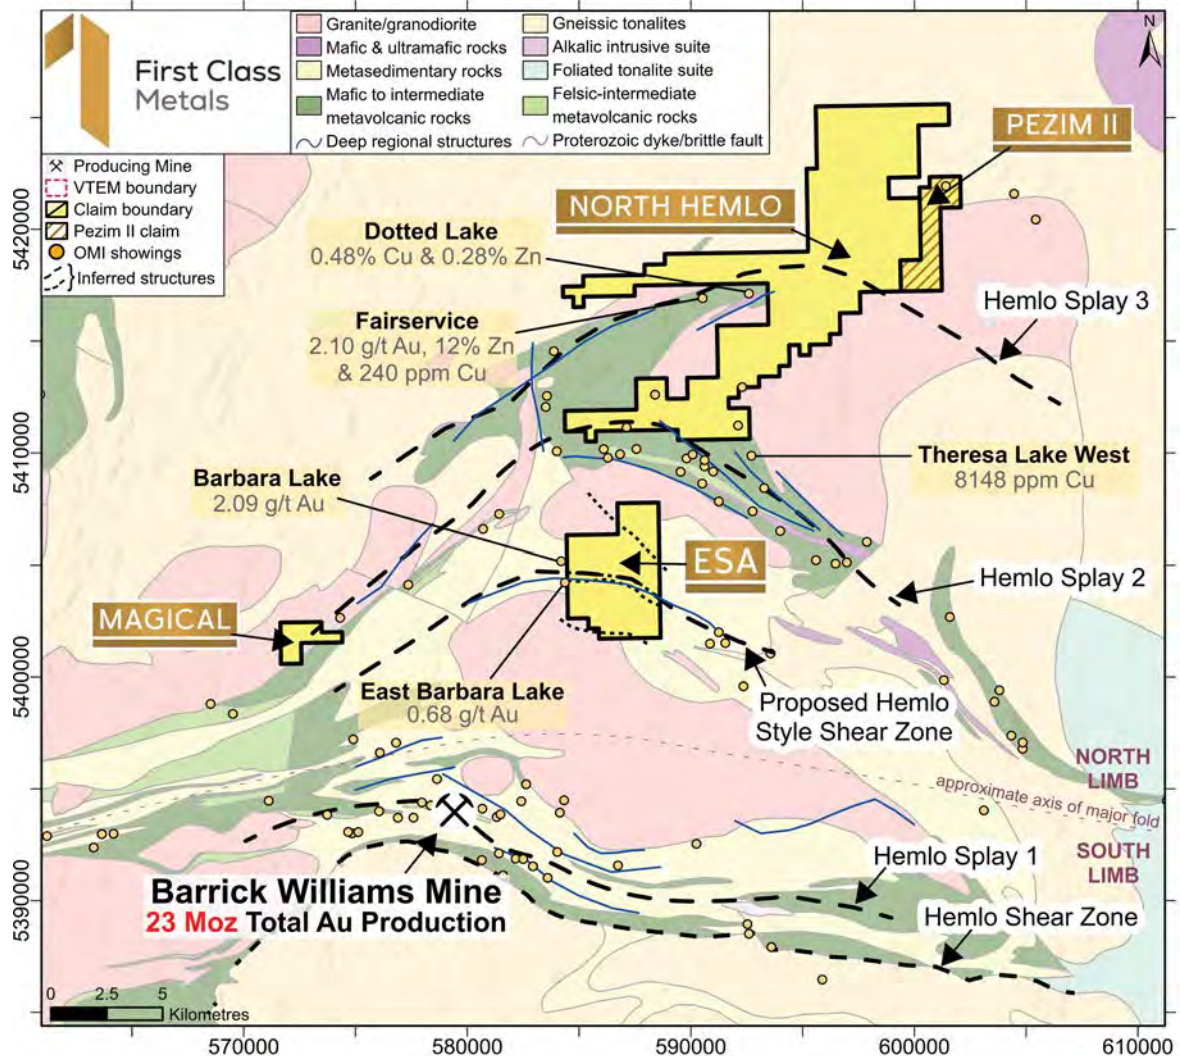 First Class
Metals
Granite/granodiorite
Mafic & ultramafic rocks
Metasedimentary rocks
Mafic to intermediate
metavolcanic rocks
Deep regional structures
Gneissic tonalites
Alkalic intrusive suite
Foliated tonalite suite
Felsic-intermediate
metavolcanic rocks
Proterozoic dyke/brittle fault
N
Producing Mine
VTEM boundary
Claim boundary
Pezim II claim
OMI showings
Inferred structures
PEZIM II
NORTH HEMLO
Dotted Lake
0.48% Cu & 0.28% Zn
Hemlo Splay 3
Fairservice
2.10 g/t Au, 12% Zn
& 240 ppm Cu
Theresa Lake West
8148 ppm Cu
Barbara Lake
2.09 g/t Au
ESA
Hemlo Splay 2
MAGICAL
East Barbara Lake
0.68 g/t Au
Proposed Hemlo
Style Shear Zone
NORTH
LIMB
approximate axis of major fold
SOUTH
LIMB
Hemlo Splay 1
Barrick Williams Mine
23 Moz Total Au Production
Hemlo Shear Zone
0 2.5 5
Kilometres
5420000
5410000
5400000
5390000
570000 580000 590000 600000 610000